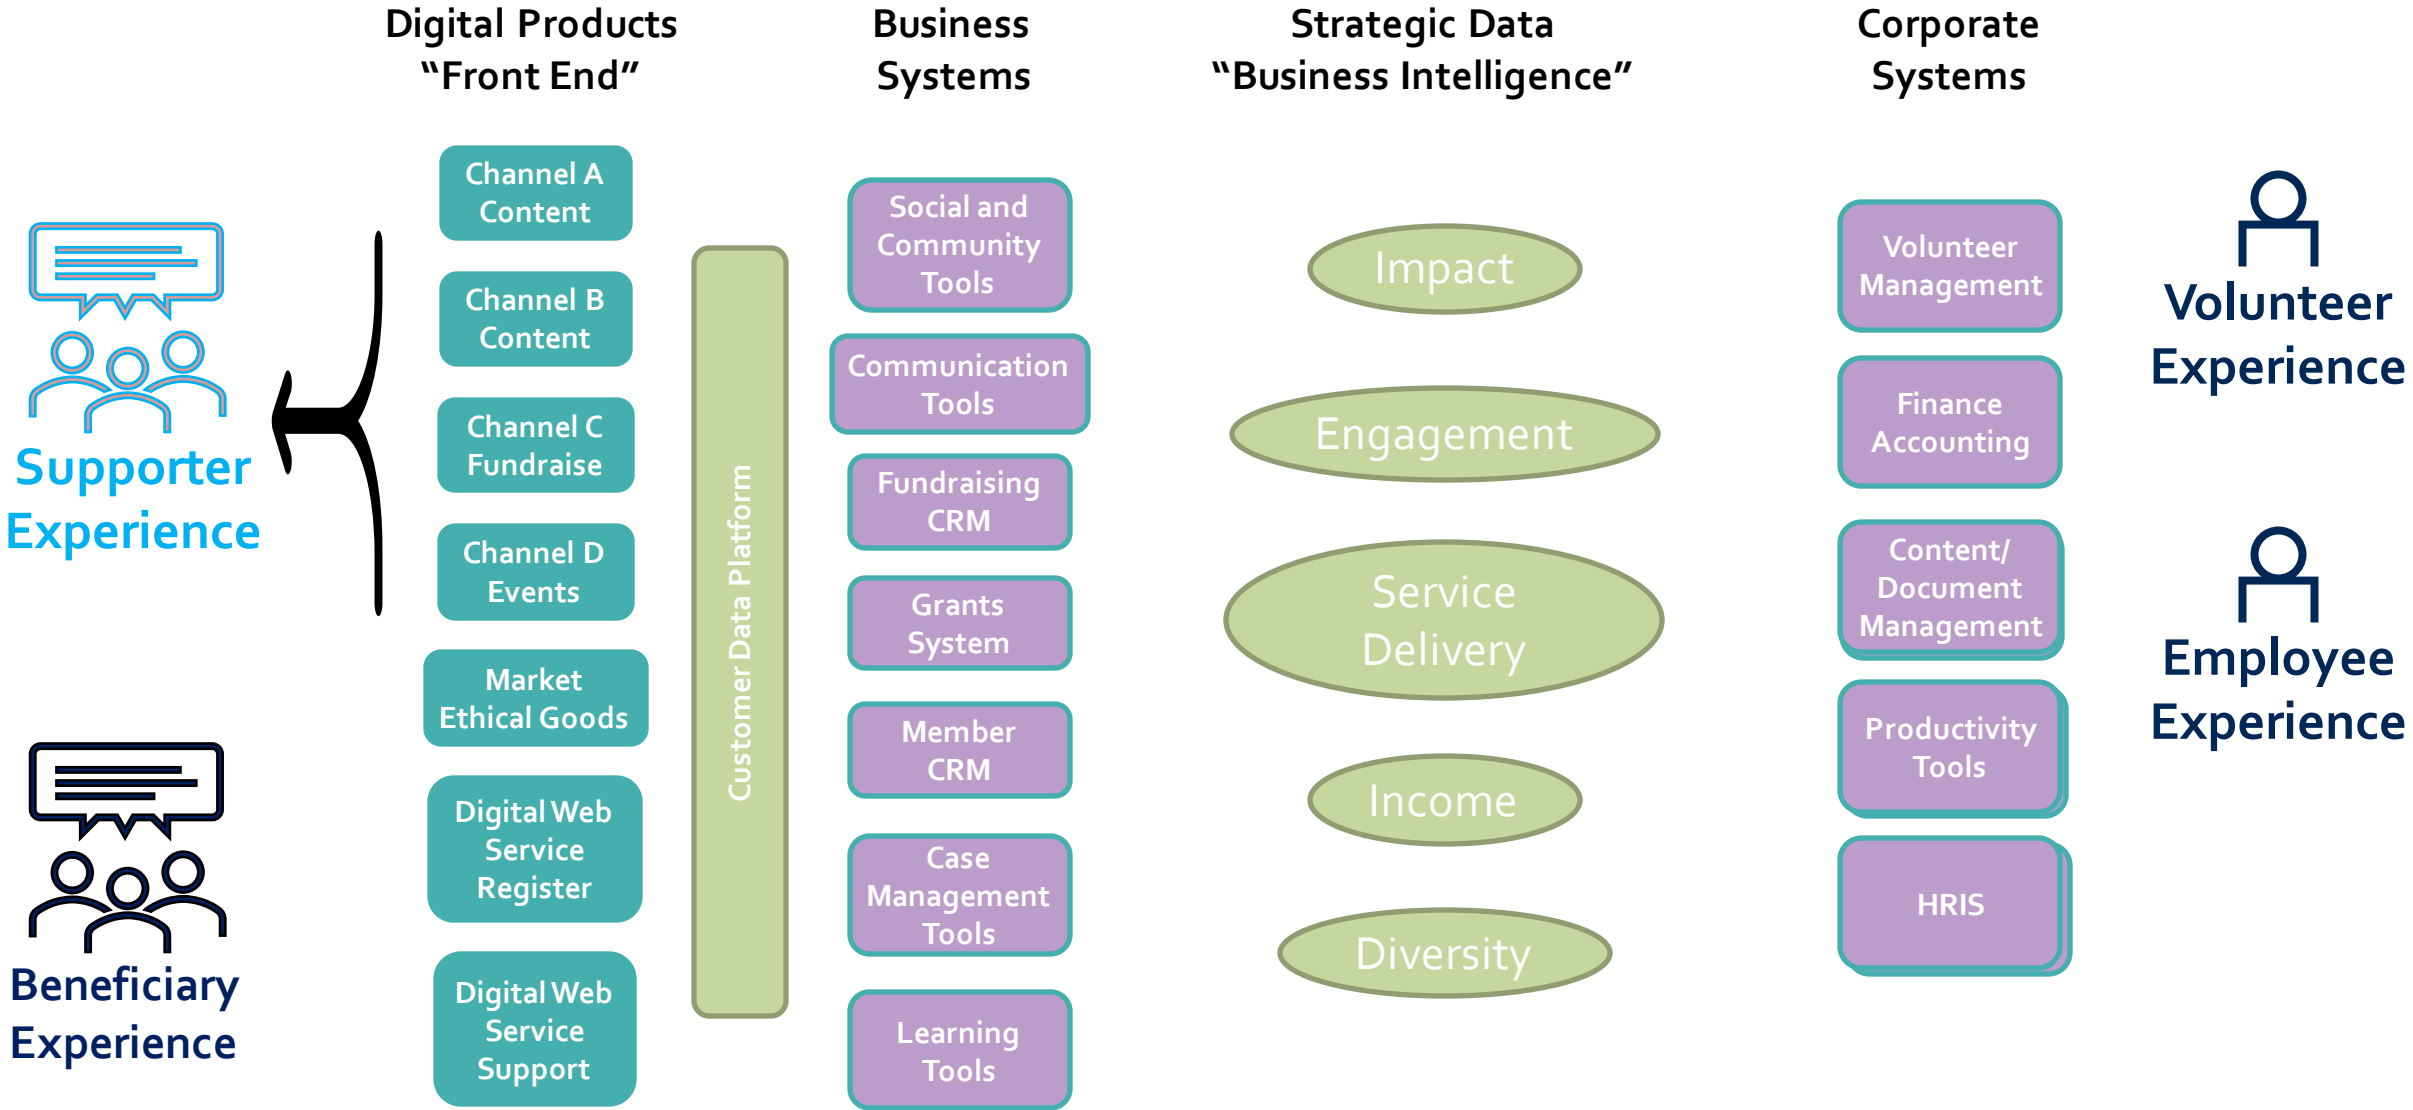 Digital Products
“Front End”
Business
Systems
Strategic Data
“Business Intelligence”
Corporate
Systems
Supporter
Experience
Beneficiary
Experience
Channel A
Content
Channel B
Content
Channel C
Fundraise
Channel D
Events
Market
Ethical Goods
Digital Web
Service
Register
Digital Web
Service
Support
Customer Data Platform
Social and
Community
Tools
Communication
Tools
Fundraising
CRM
Grants
System
Member
CRM
Case
Management
Tools
Learning
Tools
Impact
Engagement
Service
Delivery
Income
Diversity
Volunteer
Management
Finance
Accounting
Content/
Document
Management
Productivity
Tools
HRIS
Volunteer
Experience
Employee
Experience